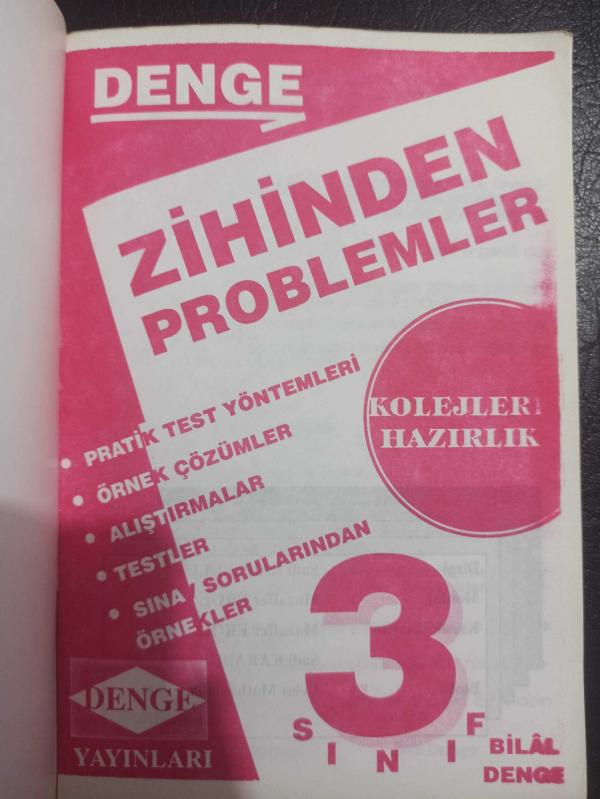 DENGE
ZİHİNDEN
PROBLEMLER
KOLEJLER
HAZIRLIK
• PRATİK TEST YÖNTEMLERİ
• ÖRNEK ÇÖZÜMLER
• ALIŞTIRMALAR
• TESTLER
• SINAV SORULARINDAN
ÖRNEKLER
3
SINIF
DENGE
YAYINLARI
BİLÂL
DENGE